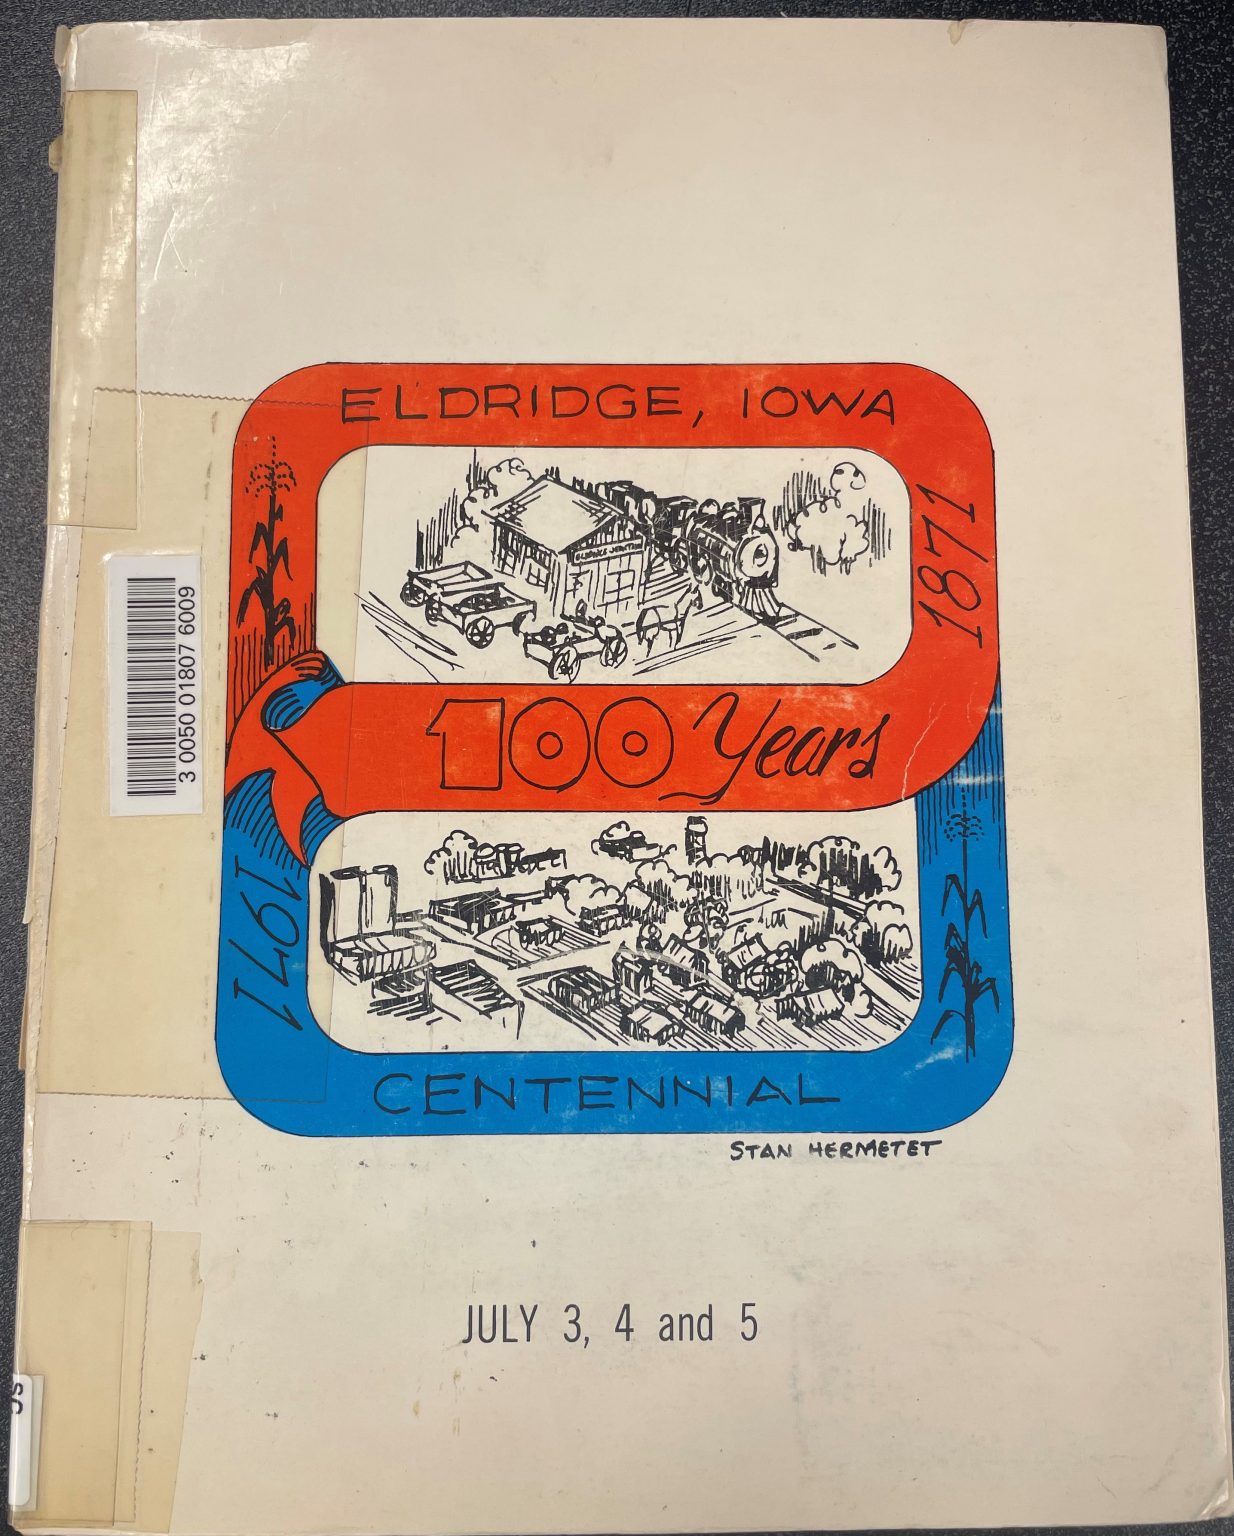 ELDRIDGE, IOWA
1871
100 Years
1971
CENTENNIAL
STAN HERMETET
JULY 3, 4 and 5
3 0050 01807 6009